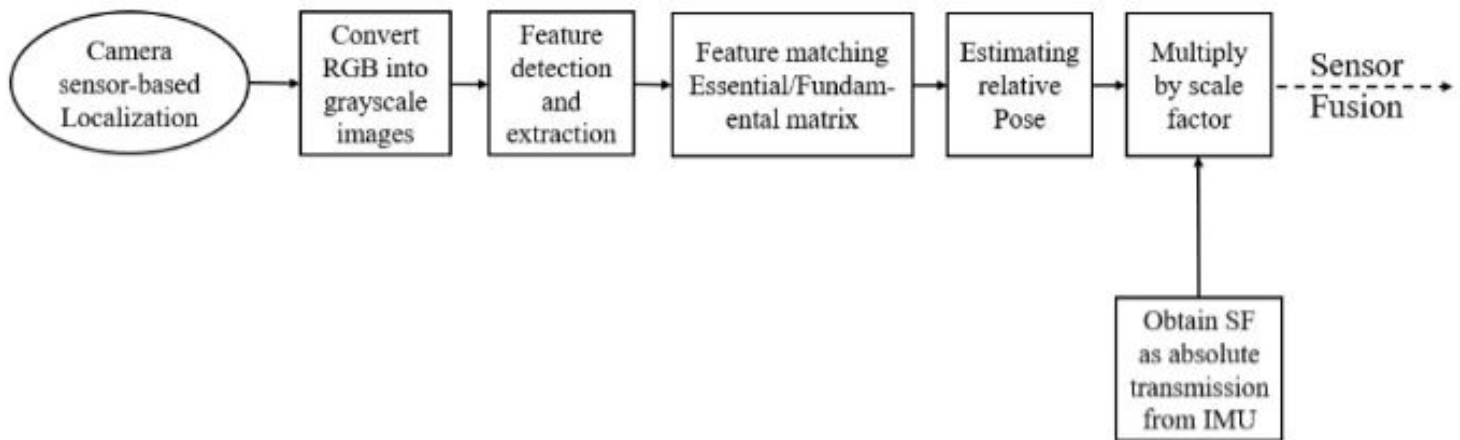 Camera
sensor-based
Localization
Convert
RGB into
grayscale
images
Feature
detection
and
extraction
Feature matching
Essential/Fundam-
ental matrix
Estimating
relative
Pose
Multiply
by scale
factor
Sensor
Fusion
Obtain SF
as absolute
transmission
from IMU